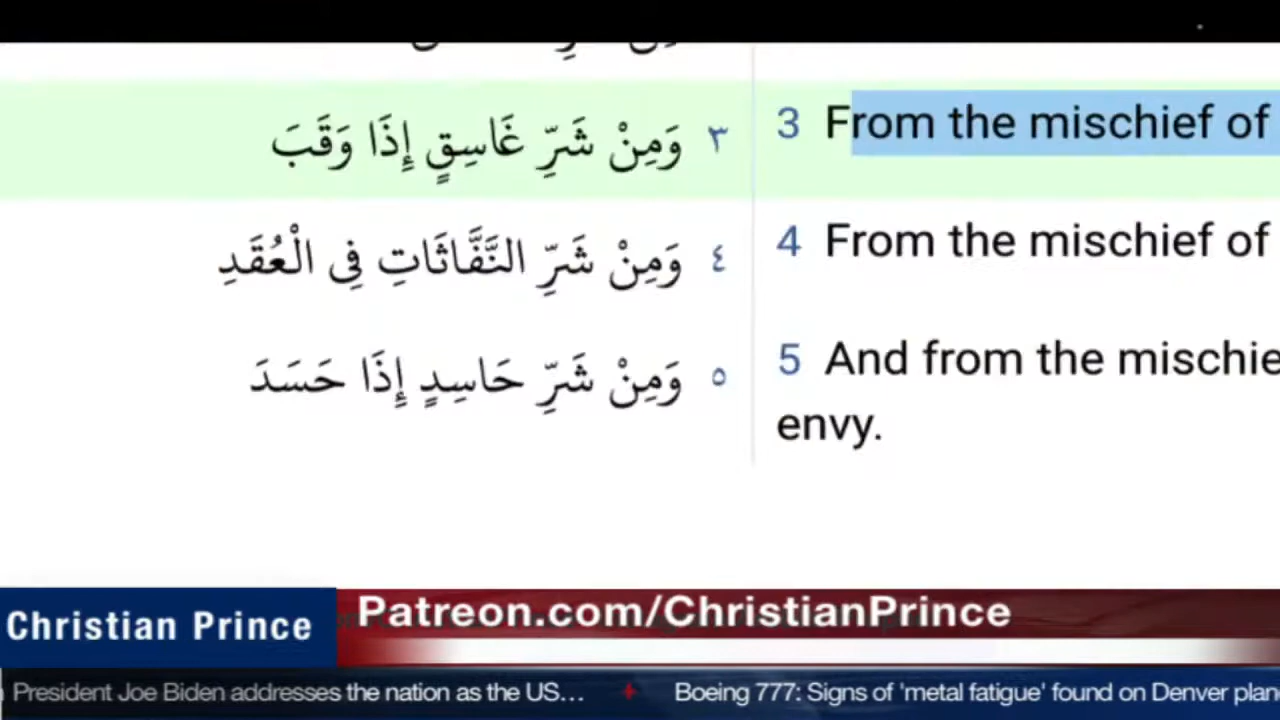 ٣ وَمِنْ شَرِّ غَاسِقٍ إِذَا وَقَبَ
3 From the mischief of
٤ وَمِنْ شَرِّ النَّفَّاثَاتِ فِى الْعُقَدِ
4 From the mischief of
٥ وَمِنْ شَرِّ حَاسِدٍ إِذَا حَسَدَ
5 And from the mischie
envy.
Christian Prince
Patreon.com/ChristianPrince
President Joe Biden addresses the nation as the US… Boeing 777: Signs of 'metal fatigue' found on Denver plan